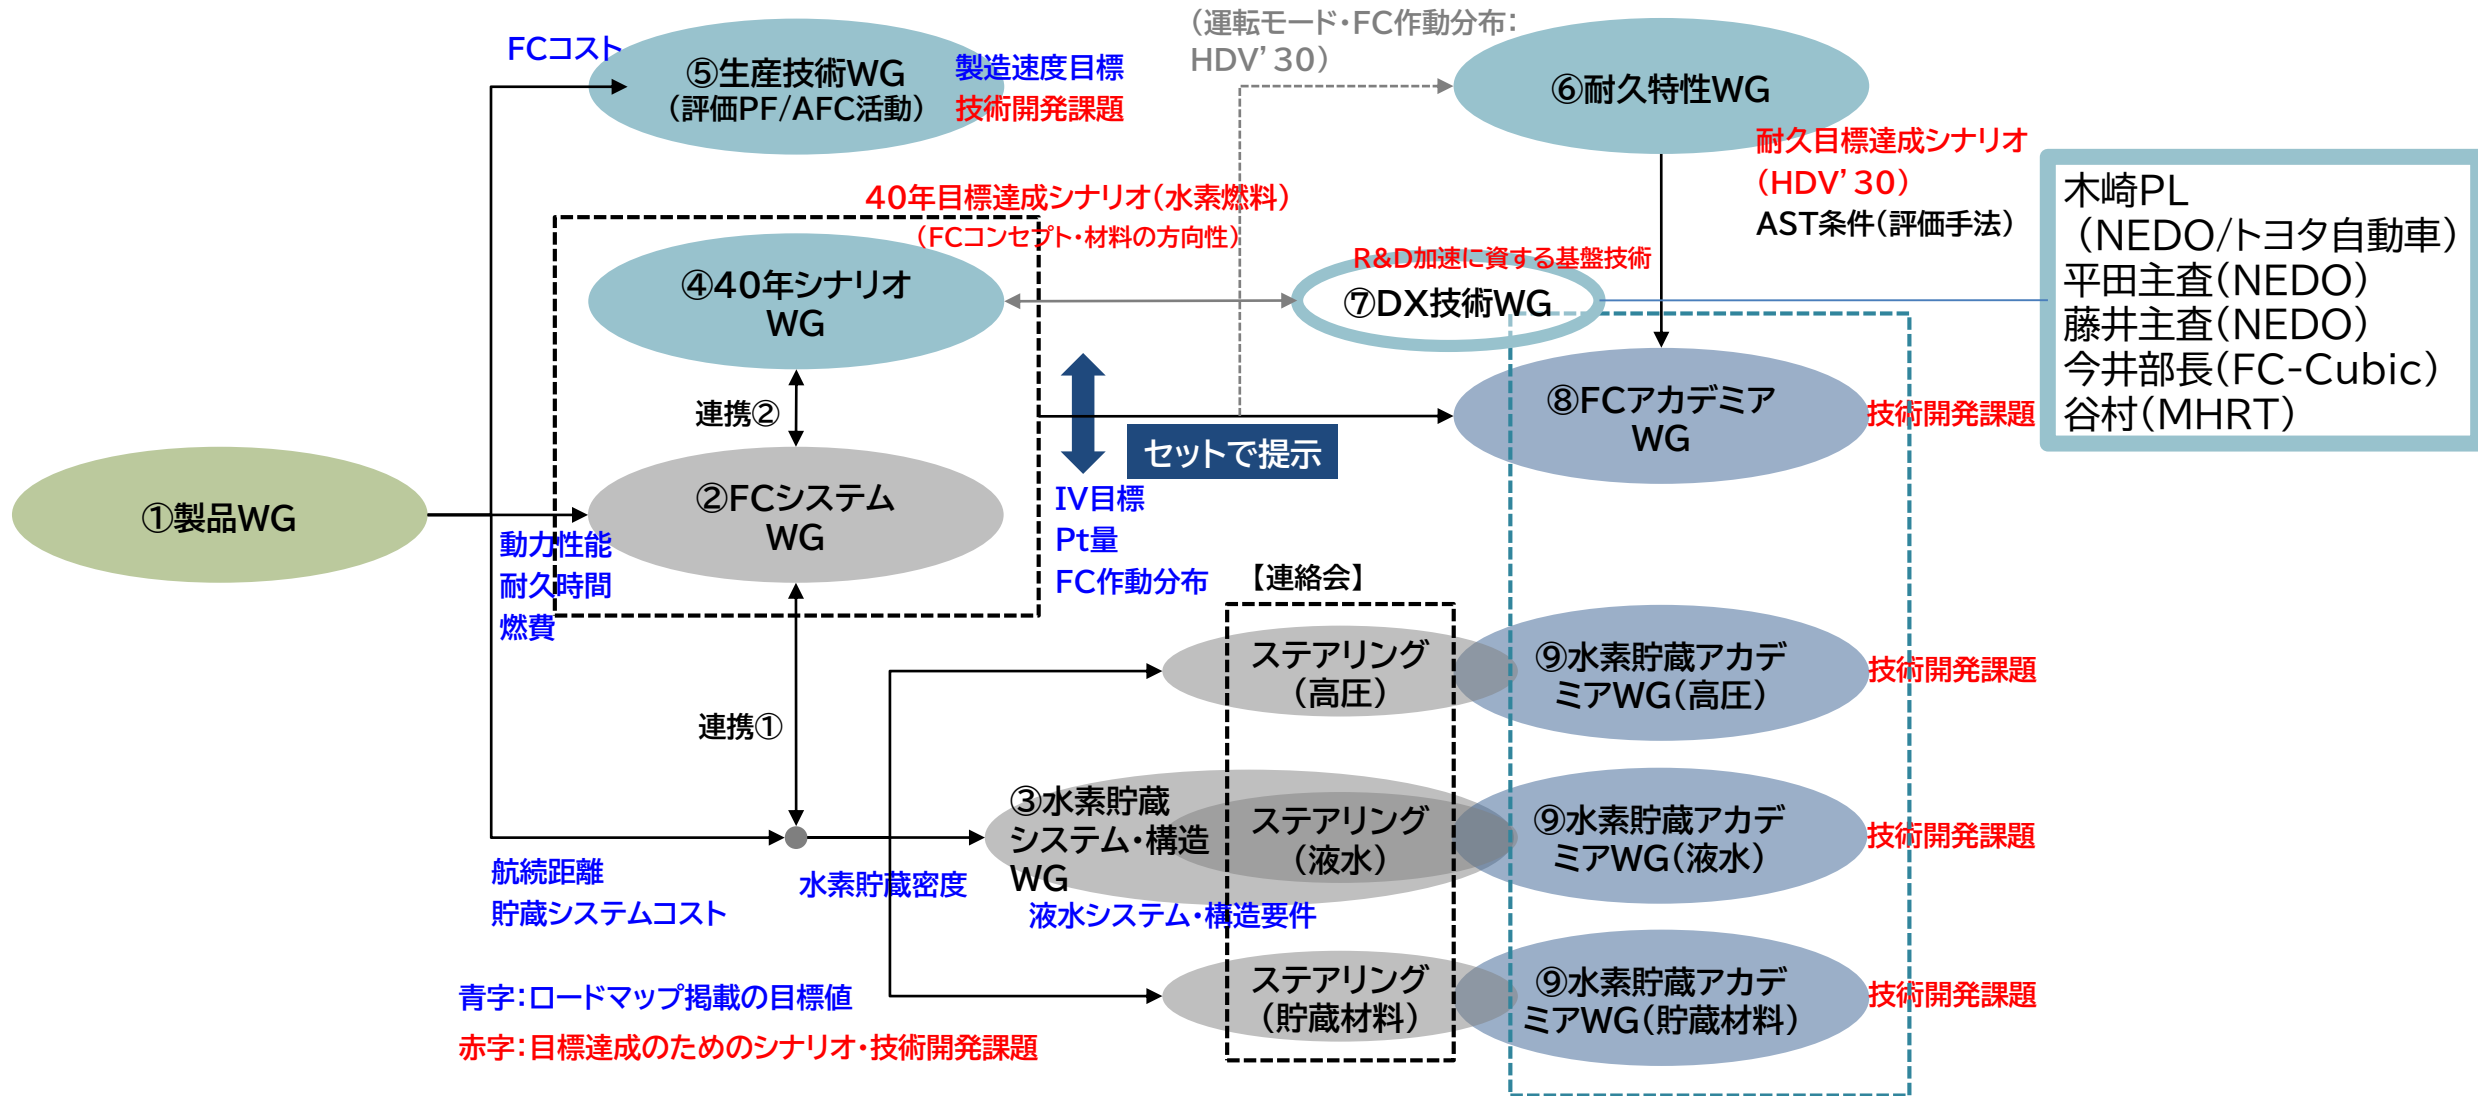 FCコスト
⑤生産技術WG
(評価PF/AFC活動)
製造速度目標
技術開発課題
(運転モード・FC作動分布:
HDV'30)
⑥耐久特性WG
耐久目標達成シナリオ
(HDV'30)
AST条件(評価手法)
木崎PL
(NEDO/トヨタ自動車)
平田主査(NEDO)
藤井主査(NEDO)
今井部長(FC-Cubic)
谷村(MHRT)
40年目標達成シナリオ(水素燃料)
(FCコンセプト・材料の方向性)
④40年シナリオ
WG
R&D加速に資する基盤技術
⑦DX技術WG
連携②
セットで提示
⑧FCアカデミア
WG
技術開発課題
①製品WG
②FCシステム
WG
動力性能
耐久時間
燃費
IV目標
Pt量
FC作動分布
【連絡会】
連携①
ステアリング
(高圧)
⑨水素貯蔵アカデ
ミアWG(高圧)
技術開発課題
③水素貯蔵
システム・構造
WG
ステアリング
(液水)
⑨水素貯蔵アカデ
ミアWG(液水)
技術開発課題
航続距離
貯蔵システムコスト
水素貯蔵密度
液水システム・構造要件
ステアリング
(貯蔵材料)
⑨水素貯蔵アカデ
ミアWG(貯蔵材料)
技術開発課題
青字:ロードマップ掲載の目標値
赤字:目標達成のためのシナリオ・技術開発課題